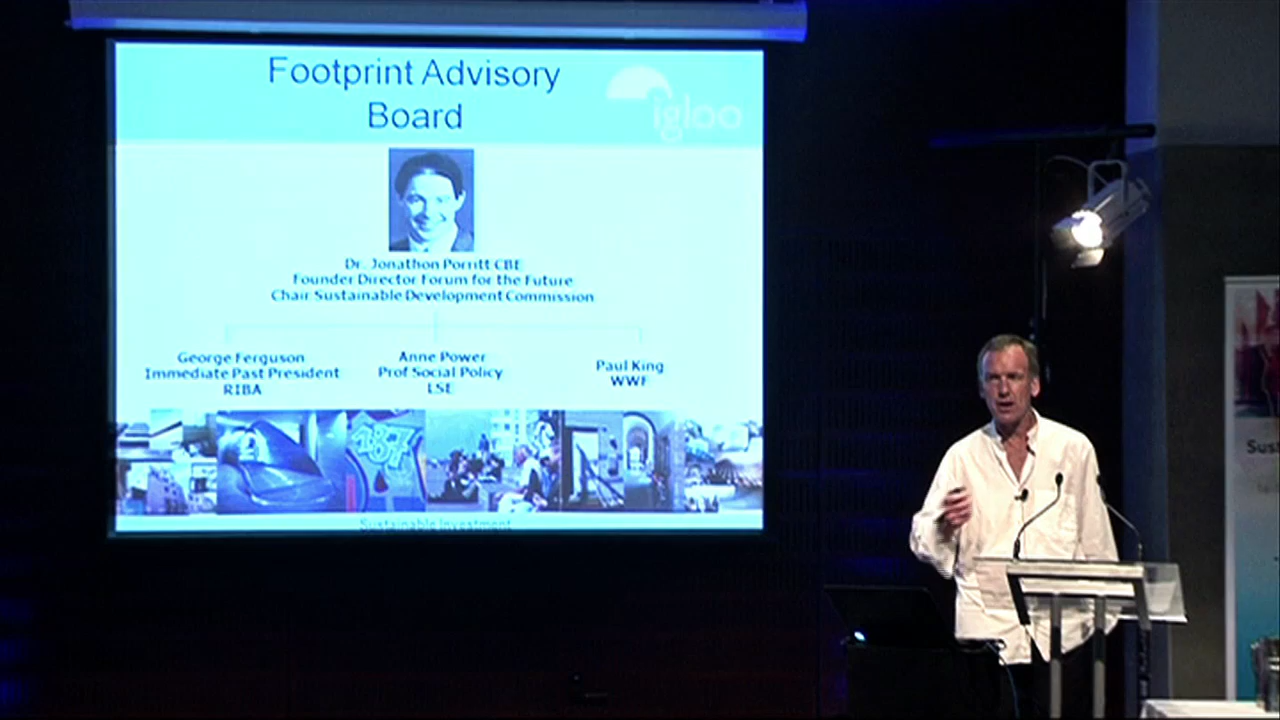 Footprint Advisory
Board
igloo
Dr. Jonathon Porritt CBE
Founder Director Forum for the Future
Chair Sustainable Development Commission
George Ferguson
Immediate Past President
RIBA
Anne Power
Prof Social Policy
LSE
Paul King
WWF
Sustainable Investment